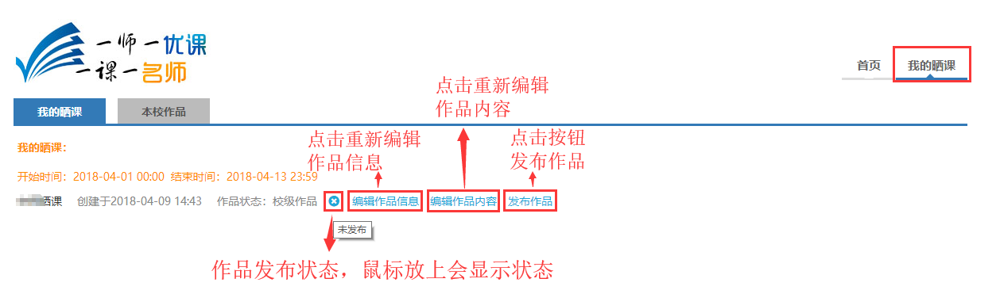 一师一优课
一课一名师
首页
我的晒课
点击重新编辑
作品内容
我的晒课
本校作品
点击重新编辑
作品信息
点击按钮
发布作品
我的晒课：
开始时间：2018-04-01 00:00 结束时间：2018-04-13 23:59
晒课 创建于2018-04-09 14:43 作品状态：校级作品 编辑作品信息 编辑作品内容 发布作品
未发布
作品发布状态，鼠标放上会显示状态